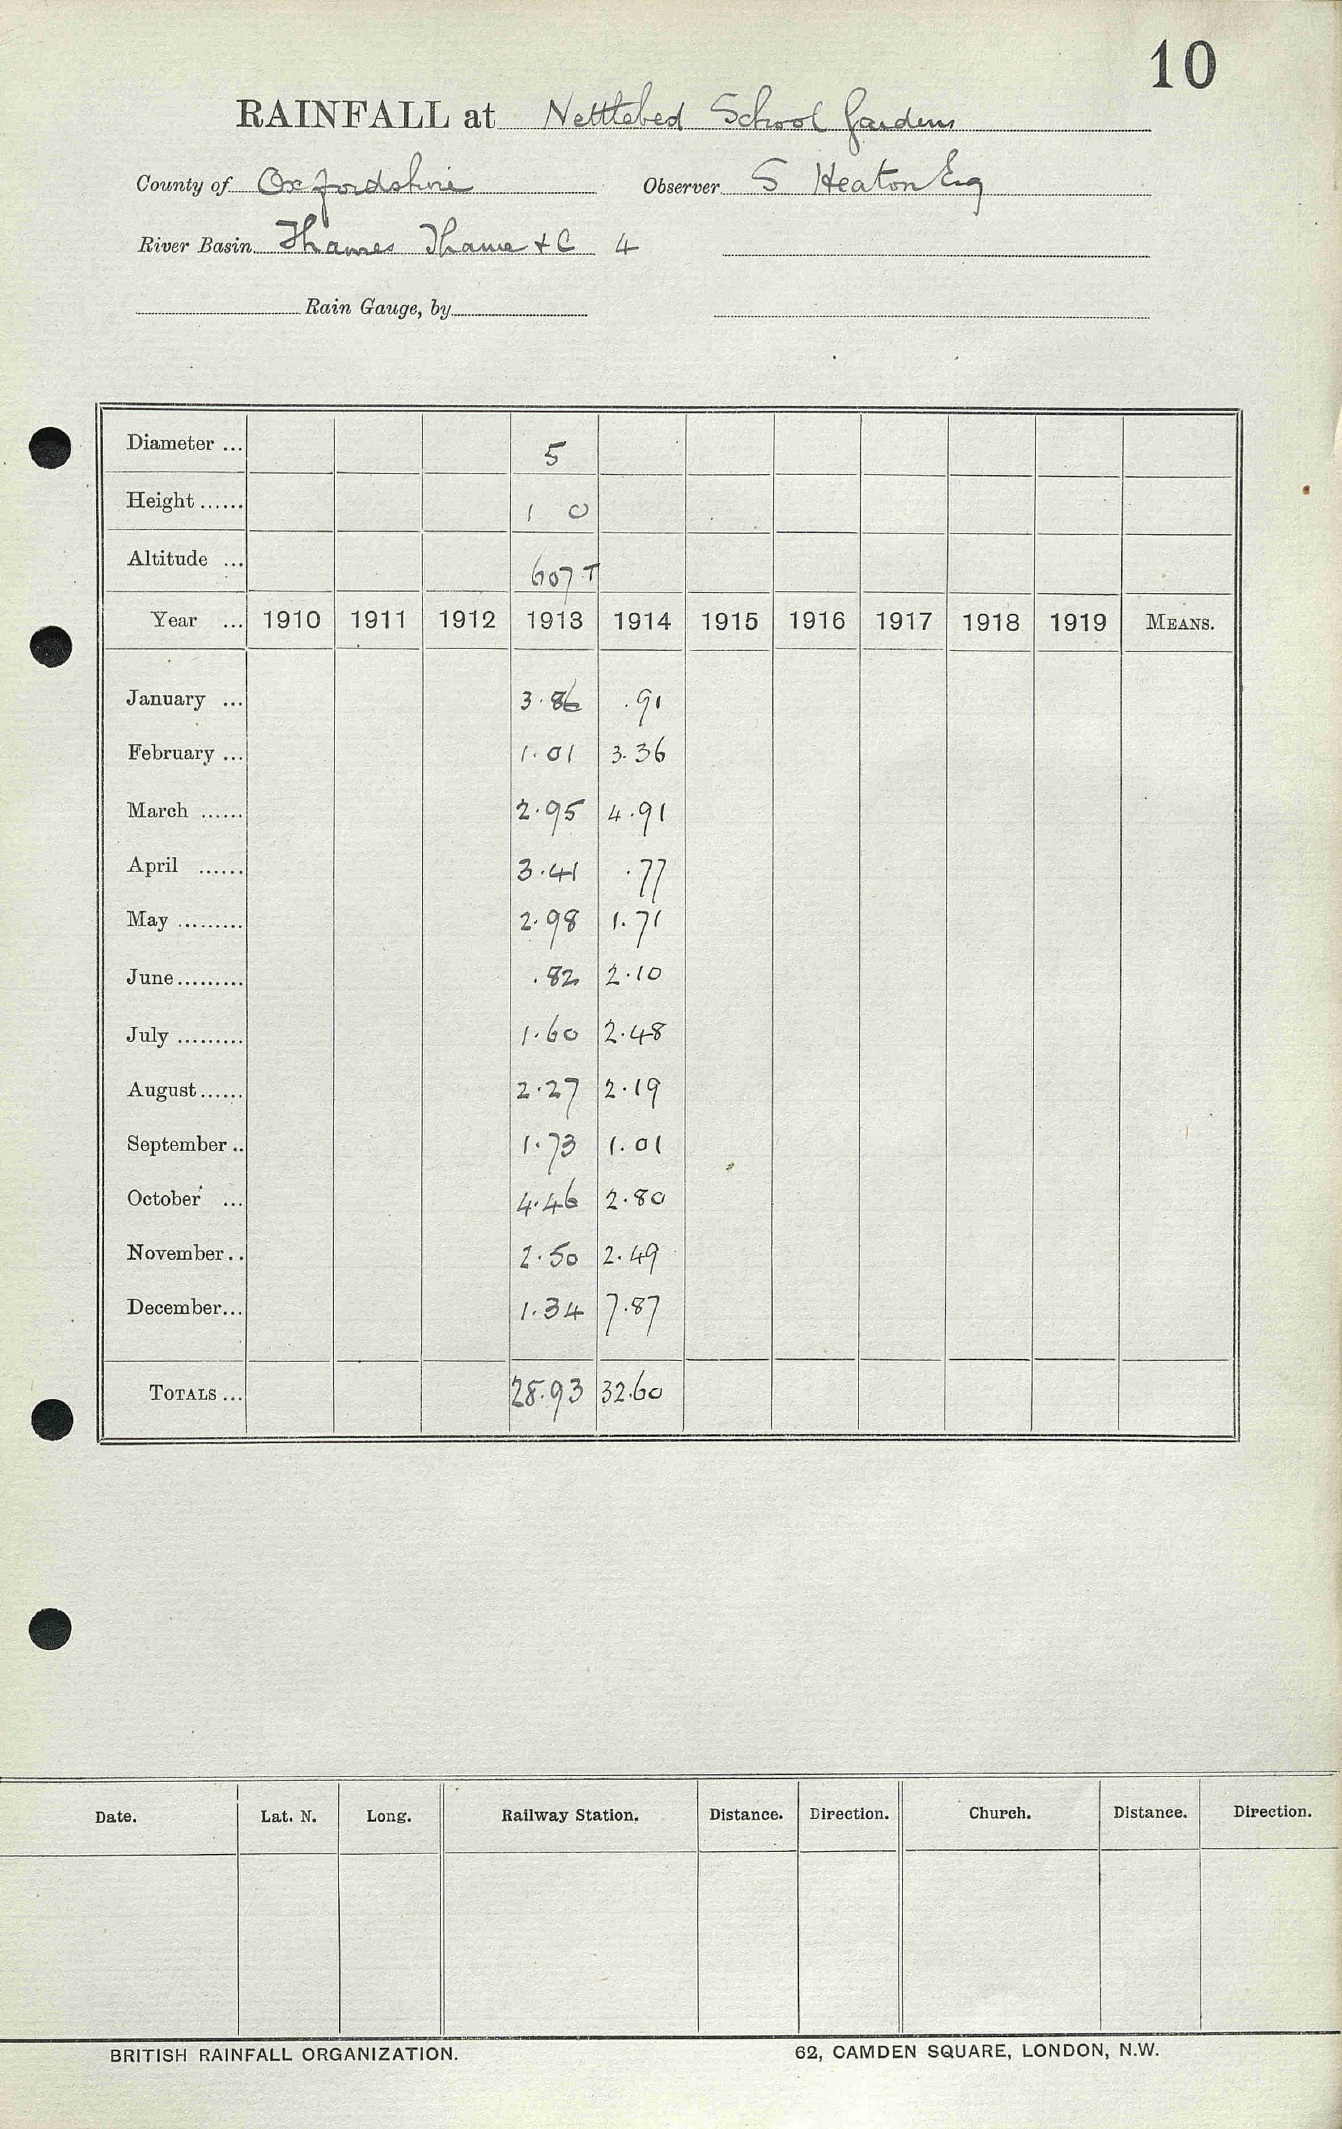 10
RAINFALL at Nettlebed School Gardens
County of Oxfordshire Observer S Heaton Esq
River Basin Thames Thame & C 4
Rain Gauge, by
Diameter ... 5
Height ...... 1 0
Altitude ... 607 T
Year ... 1910 1911 1912 1913 1914 1915 1916 1917 1918 1919 MEANS.
January ... 3.86 .91
February ... 1.01 3.36
March ...... 2.95 4.91
April ...... 3.41 .77
May ......... 2.98 1.71
June ......... .82 2.10
July ......... 1.60 2.48
August ...... 2.27 2.19
September .. 1.73 1.01
October ... 4.46 2.80
November .. 2.50 2.49
December... 1.34 7.87
TOTALS ... 28.93 32.60
Date. Lat. N. Long. Railway Station. Distance. Direction. Church. Distance. Direction.
BRITISH RAINFALL ORGANIZATION. 62, CAMDEN SQUARE, LONDON, N.W.